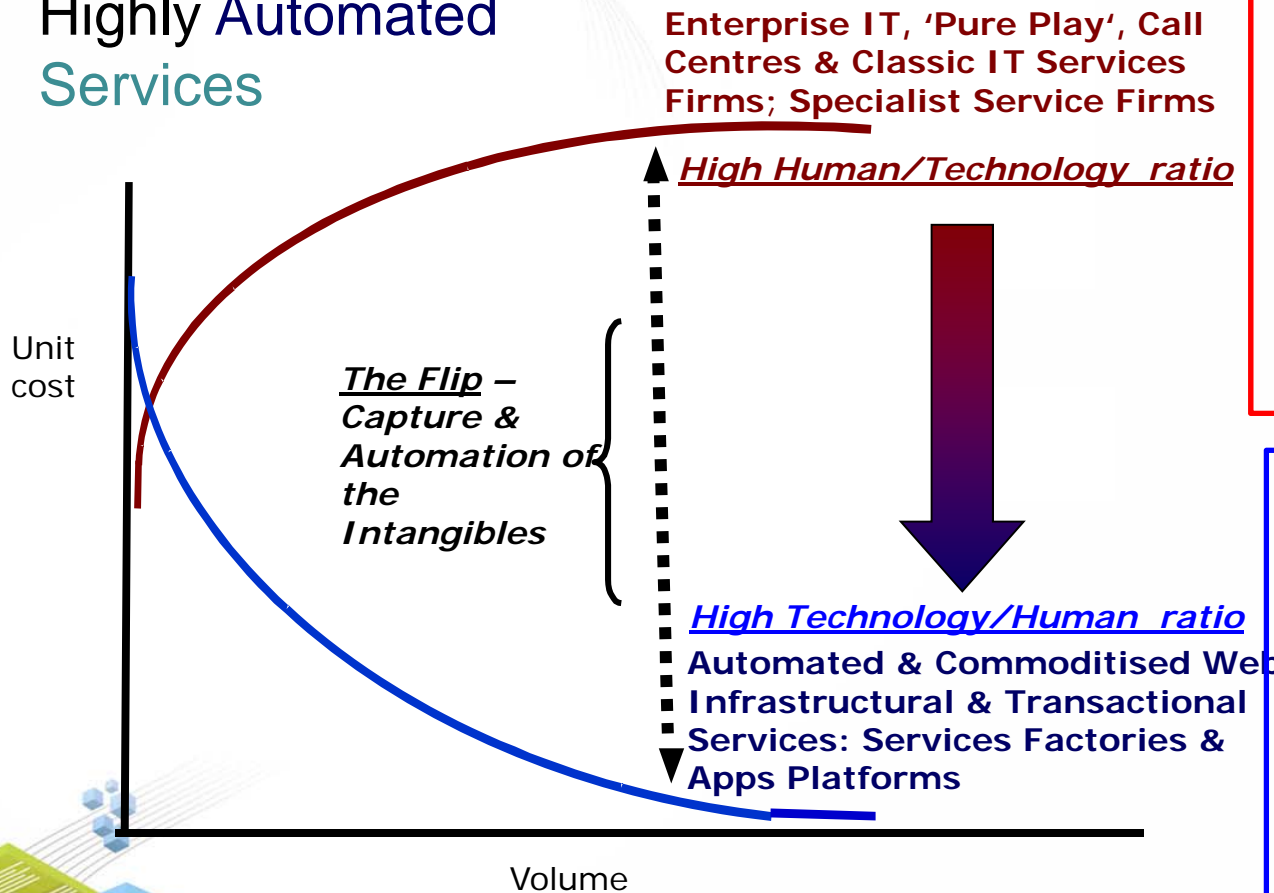 Highly Automated
Services
Enterprise IT, ‘Pure Play‘, Call
Centres & Classic IT Services
Firms; Specialist Service Firms
High Human/Technology ratio
Unit
cost
The Flip –
Capture &
Automation of
the
Intangibles
High Technology/Human ratio
Automated & Commoditised Web
Infrastructural & Transactional
Services: Services Factories &
Apps Platforms
Volume